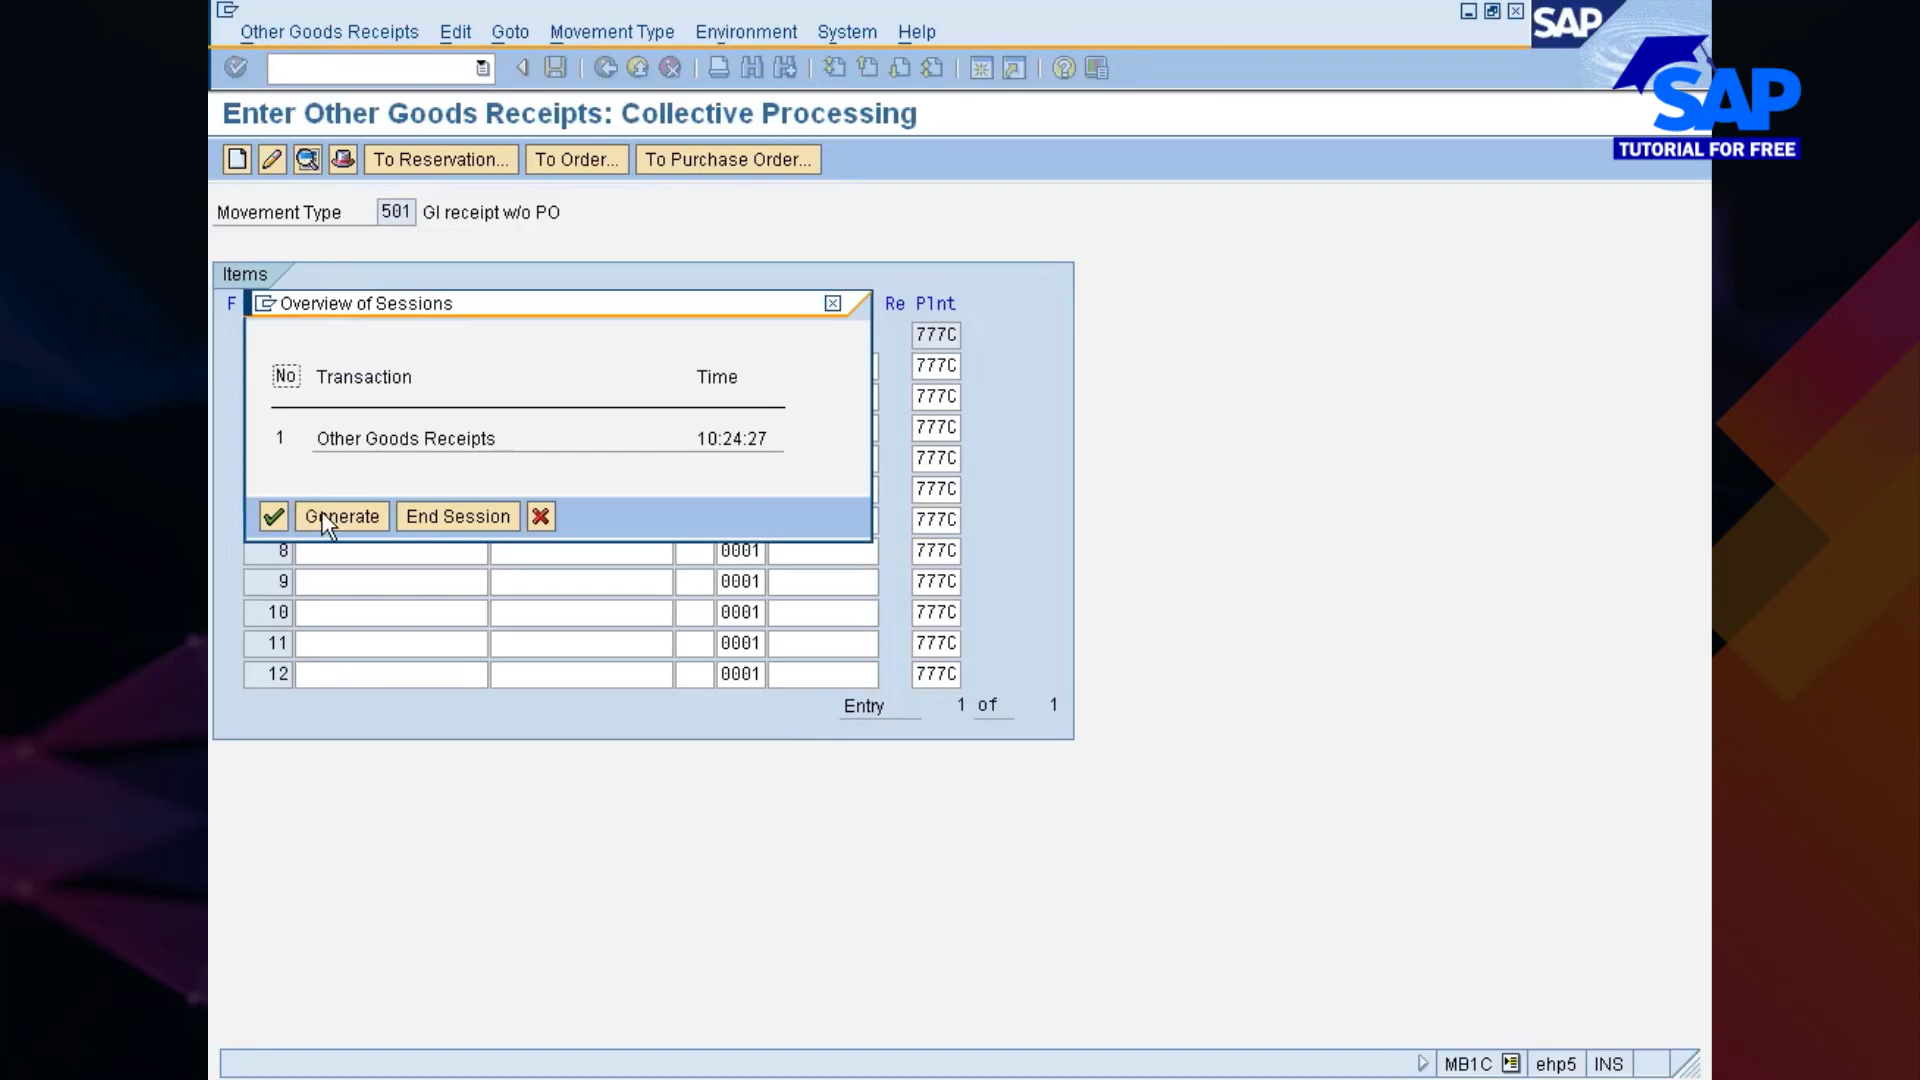 Other Goods Receipts Edit Goto Movement Type Environment System Help
SAP
SAP
TUTORIAL FOR FREE
Enter Other Goods Receipts: Collective Processing
To Reservation... To Order... To Purchase Order...
Movement Type 501 GI receipt w/o PO
Items
F Overview of Sessions Re Plnt
777C
777C
No Transaction Time
777C
777C
1 Other Goods Receipts 10:24:27
777C
777C
Generate End Session
777C
8 0001 777C
9 0001 777C
10 0001 777C
11 0001 777C
12 0001 777C
Entry 1 of 1
MB1C ehp5 INS